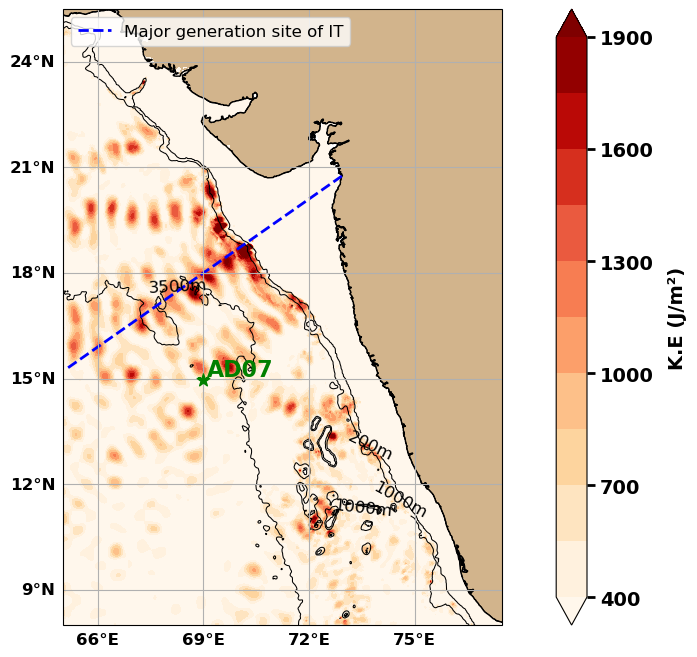 Major generation site of IT
24°N
21°N
18°N
15°N
12°N
9°N
66°E
69°E
72°E
75°E
3500m
AD07
200m
1000m
1000m
1900
1600
1300
1000
700
400
K.E (J/m²)